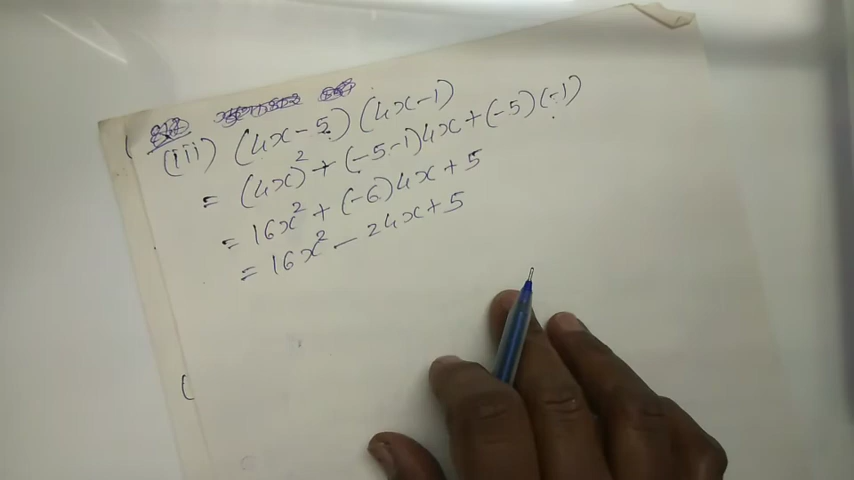 (iii) (4x-5)(4x-1)
= (4x)² + (-5-1)4x + (-5)(-1)
= 16x² + (-6)4x + 5
= 16x² - 24x + 5